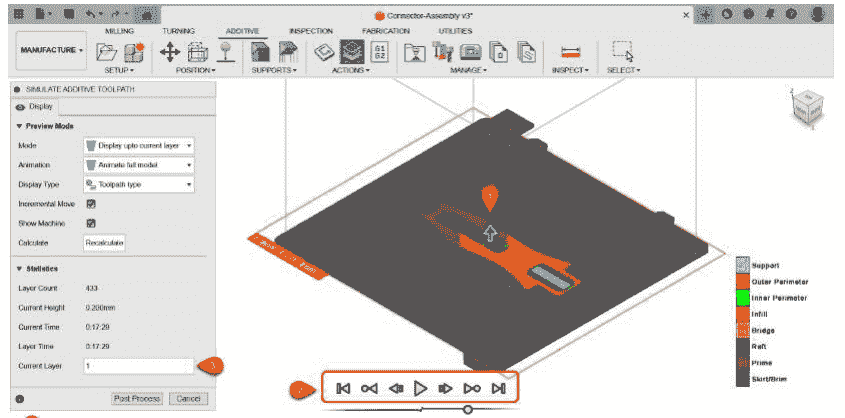 Connector-Assembly v3*
MILLING TURNING ADDITIVE INSPECTION FABRICATION UTILITIES
MANUFACTURE
G1
G2
SETUP POSITION SUPPORTS ACTIONS MANAGE INSPECT SELECT
SIMULATE ADDITIVE TOOLPATH
Display
Preview Mode
Mode Display upto current layer
Animation Animate full model
Display Type Toolpath type
Incremental Move
Show Machine
Calculate Recalculate
Statistics
Layer Count 433
Current Height 0.200mm
Current Time 0:17:29
Layer Time 0:17:29
Current Layer 1
3
Post Process Cancel
Z
Support
Outer Perimeter
Inner Perimeter
Infill
Bridge
Raft
Prime
Skirt/Brim